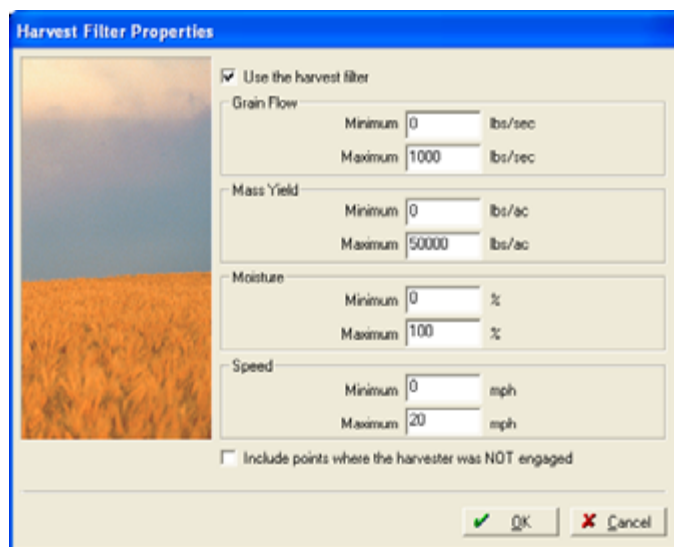 Harvest Filter Properties
Use the harvest filter
Grain Flow
Minimum 0 lbs/sec
Maximum 1000 lbs/sec
Mass Yield
Minimum 0 lbs/ac
Maximum 50000 lbs/ac
Moisture
Minimum 0 %
Maximum 100 %
Speed
Minimum 0 mph
Maximum 20 mph
Include points where the harvester was NOT engaged
OK Cancel